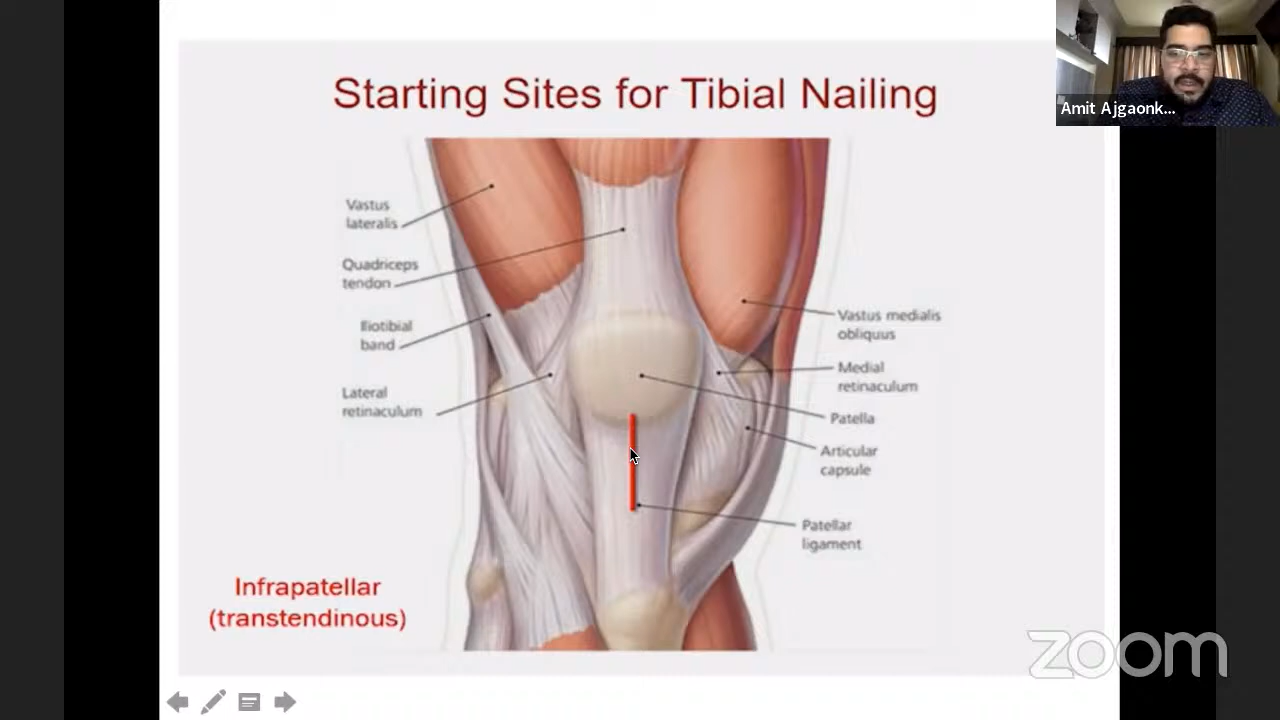 Starting Sites for Tibial Nailing
Amit Ajgaonk...
Vastus
lateralis
Quadriceps
tendon
Iliotibial
band
Lateral
retinaculum
Vastus medialis
obliquus
Medial
retinaculum
Patella
Articular
capsule
Patellar
ligament
Infrapatellar
(transtendinous)
zoom